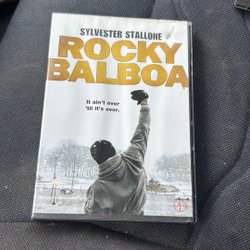 SYLVESTER STALLONE
ROCKY
BALBOA
It ain't over
'til it's over.